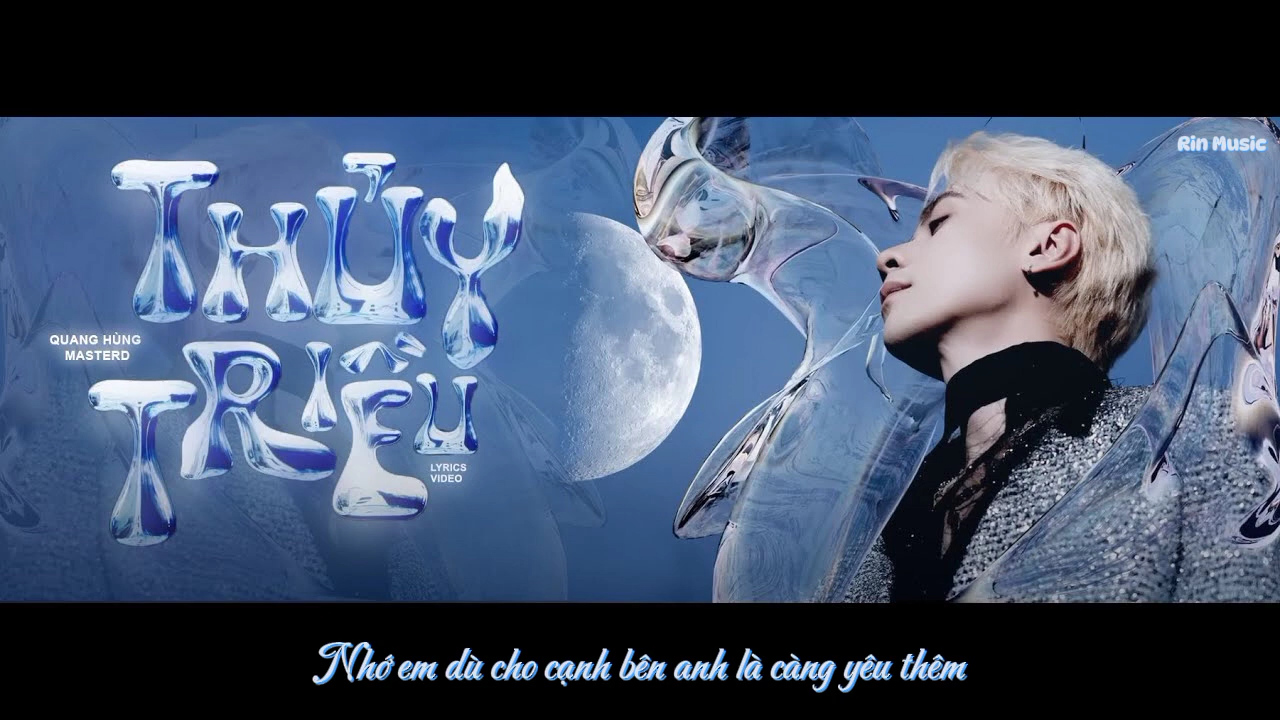 THỦY
TRIỀU
QUANG HÙNG
MASTERD
LYRICS
VIDEO
Rin Music
Nhớ em dù cho cạnh bên anh là càng yêu thêm